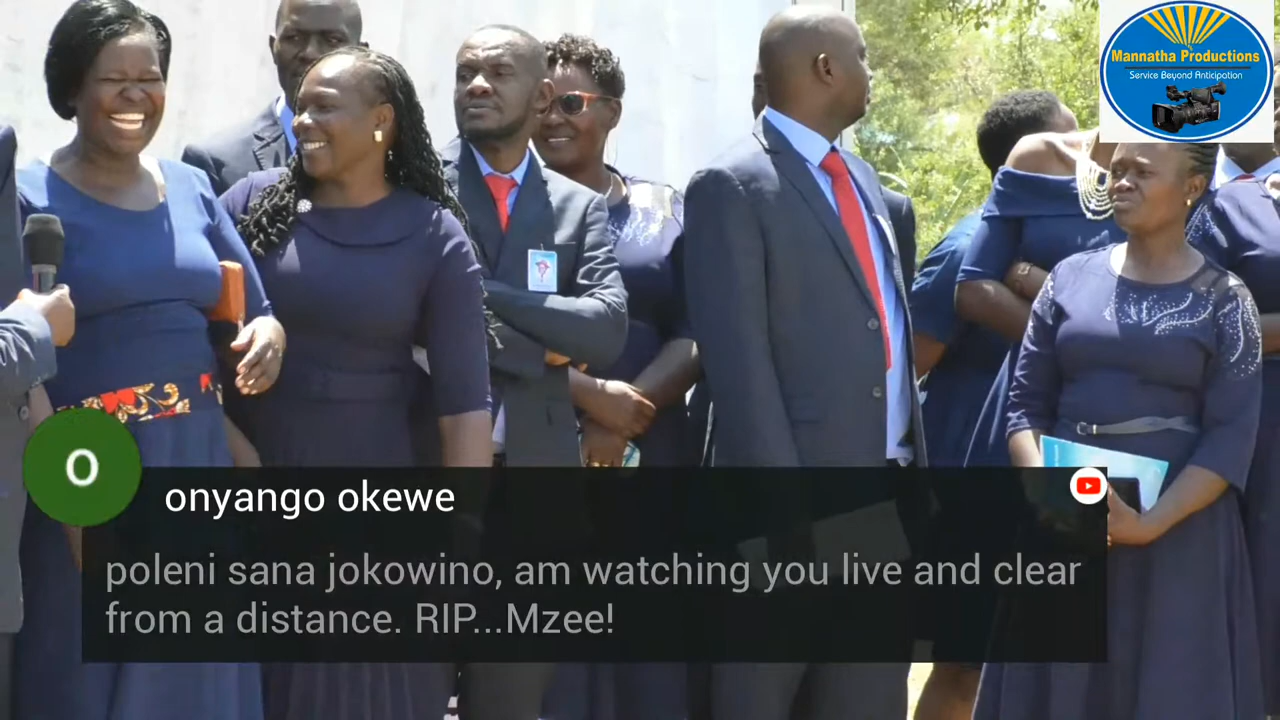 Mannatha Productions
Service Beyond Anticipation
O
onyango okewe
poleni sana jokowino, am watching you live and clear
from a distance. RIP...Mzee!